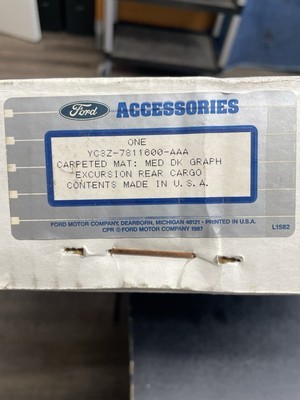 Ford ACCESSORIES
ONE
YC3Z-7811600-AAA
CARPETED MAT: MED DK GRAPH
EXCURSION REAR CARGO
CONTENTS MADE IN U.S.A.
FORD MOTOR COMPANY, DEARBORN, MICHIGAN 48121 - PRINTED IN U.S.A.
CPR © FORD MOTOR COMPANY 1987
L1582